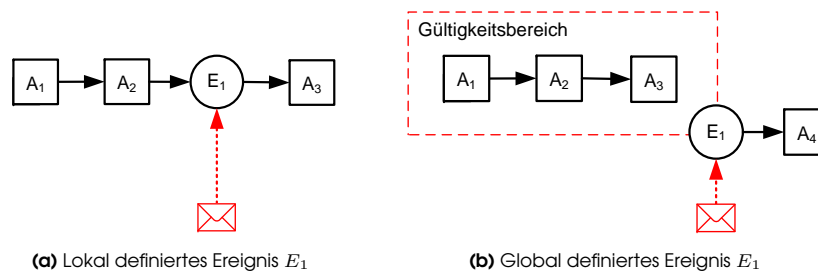 A1 A2 E1 A3
(a) Lokal definiertes Ereignis E1
Gültigkeitsbereich
A1 A2 A3
E1 A4
(b) Global definiertes Ereignis E1